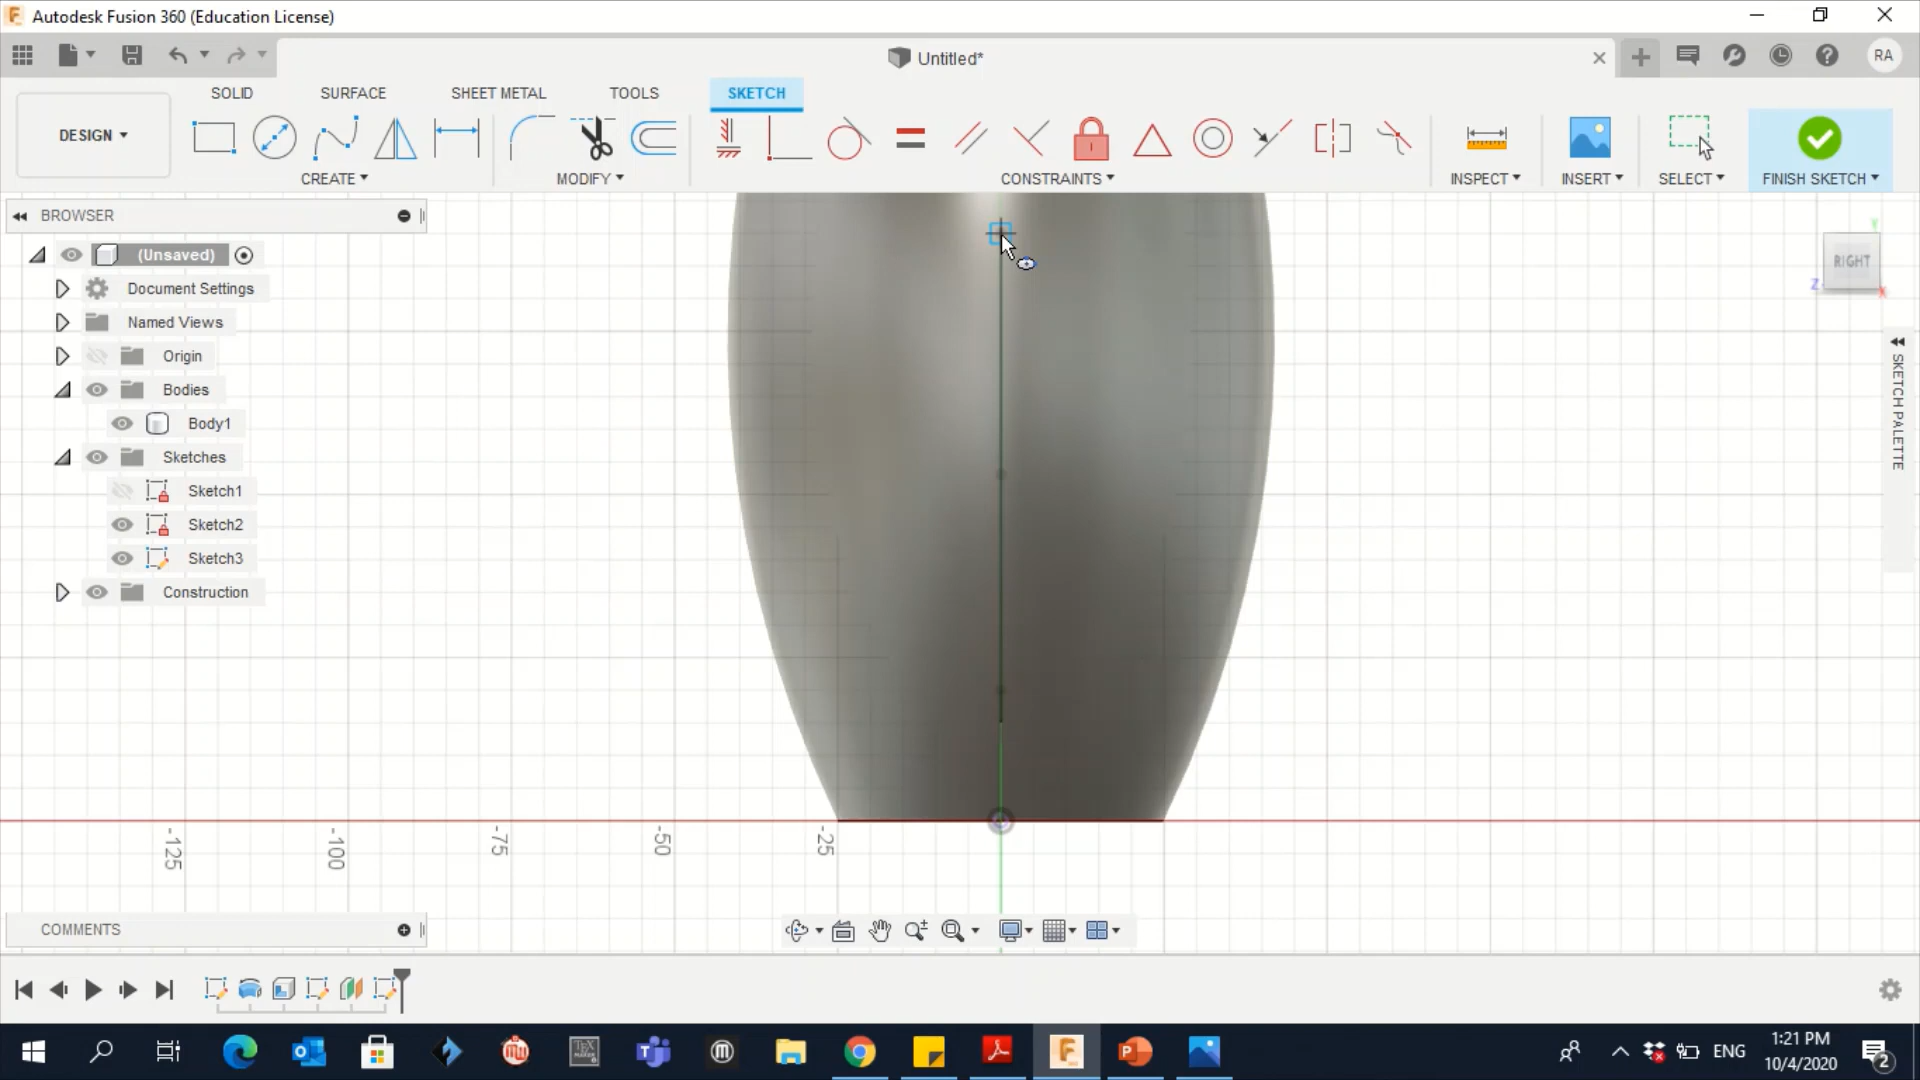 Autodesk Fusion 360 (Education License)
Untitled*
RA
SOLID SURFACE SHEET METAL TOOLS SKETCH
DESIGN
CREATE MODIFY CONSTRAINTS INSPECT INSERT SELECT FINISH SKETCH
BROWSER
(Unsaved)
Document Settings
Named Views
Origin
Bodies
Body1
Sketches
Sketch1
Sketch2
Sketch3
Construction
RIGHT
Y
Z
X
SKETCH PALETTE
-125
-100
-75
-50
-25
COMMENTS
ENG
1:21 PM
10/4/2020
2